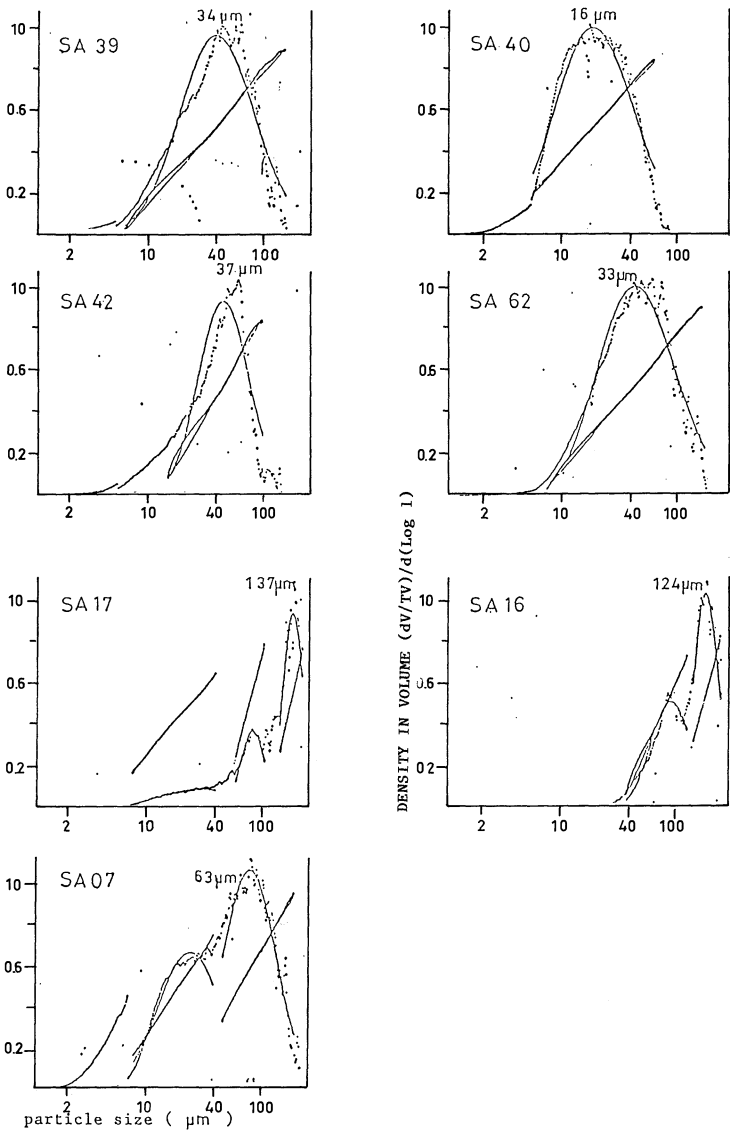 34 µm
SA 39
10
0.6
0.2
2 10 40 100
16 µm
SA 40
10
0.6
0.2
2 10 40 100
37 µm
SA 42
10
0.6
0.2
2 10 40 100
33µm
SA 62
10
0.6
0.2
2 10 40 100
137µm
SA 17
10
0.6
0.2
2 10 40 100
124µm
SA 16
10
0.6
0.2
2 10 40 100
63µm
SA 07
10
0.6
0.2
2 10 40 100
particle size ( µm )
DENSITY IN VOLUME (dV/TV)/d(Log l)